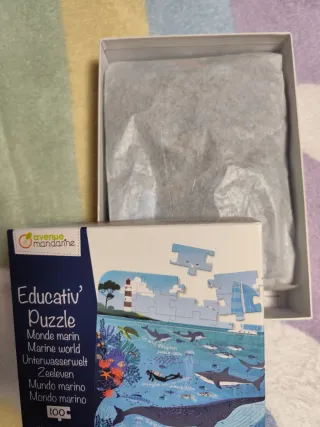 avenue
mandarine
Educativ'
Puzzle
Monde marin
Marine world
Unterwasserwelt
Zeeleven
Mundo marino
Mondo marino
100